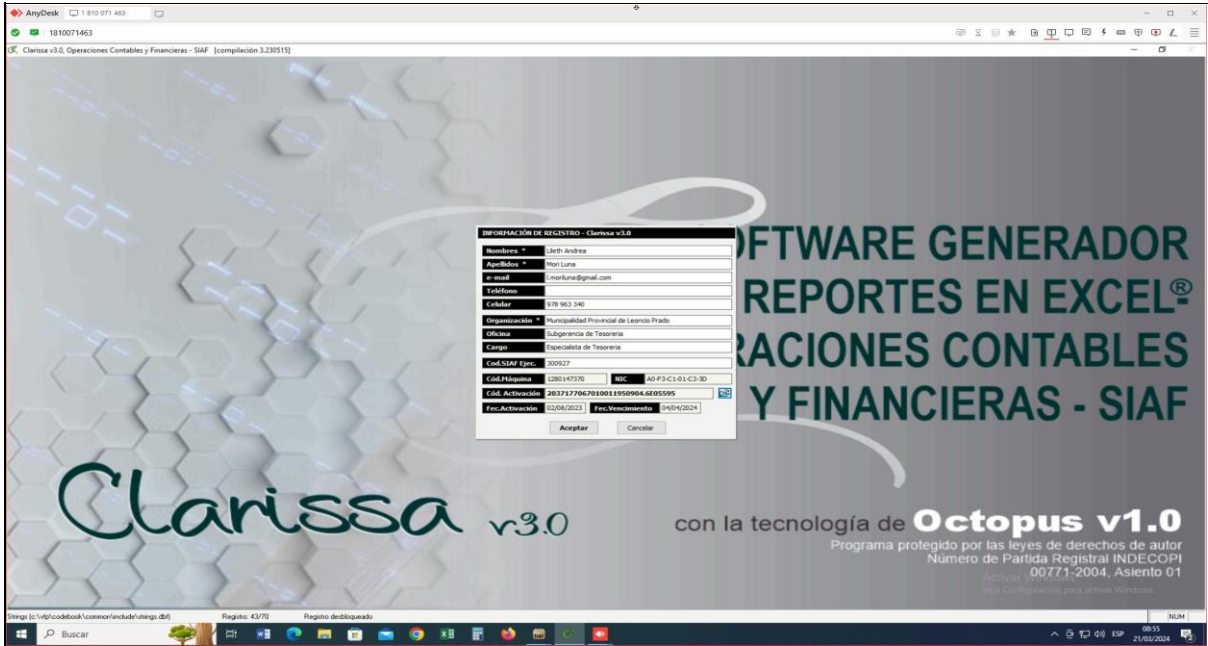 AnyDesk 1 810 071 463
1810071463
Clarissa v3.0, Operaciones Contables y Financieras - SIAF [compilación 3.230515]
INFORMACIÓN DE REGISTRO - Clarissa v3.0
Nombres * Lileth Andrea
Apellidos * Mori Luna
e-mail l.moriluna@gmail.com
Teléfono
Celular 978 963 340
Organización * Municipalidad Provincial de Leoncio Prado
Oficina Subgerencia de Tesoreria
Cargo Especialista de Tesoreria
Cod.SIAF Ejec. 300927
Cód.Máquina 1280147370 NIC A0-F3-C1-01-C3-3D
Cód. Activación 2037177067010011950904.6E05595
Fec.Activación 02/08/2023 Fec.Vencimiento 04/04/2024
Aceptar Cancelar
OFTWARE GENERADOR
REPORTES EN EXCEL®
RACIONES CONTABLES
Y FINANCIERAS - SIAF
Clarissa v3.0
con la tecnología de Octopus v1.0
Programa protegido por las leyes de derechos de autor
Número de Partida Registral INDECOPI
00771-2004, Asiento 01
Activar Windows
Ve a Configuración para activar Windows.
Strings (c:\vfp\codebook\common\include\strings.dbf) Registro: 43/70 Registro desbloqueado NUM
Buscar
ESP
08:55
21/03/2024